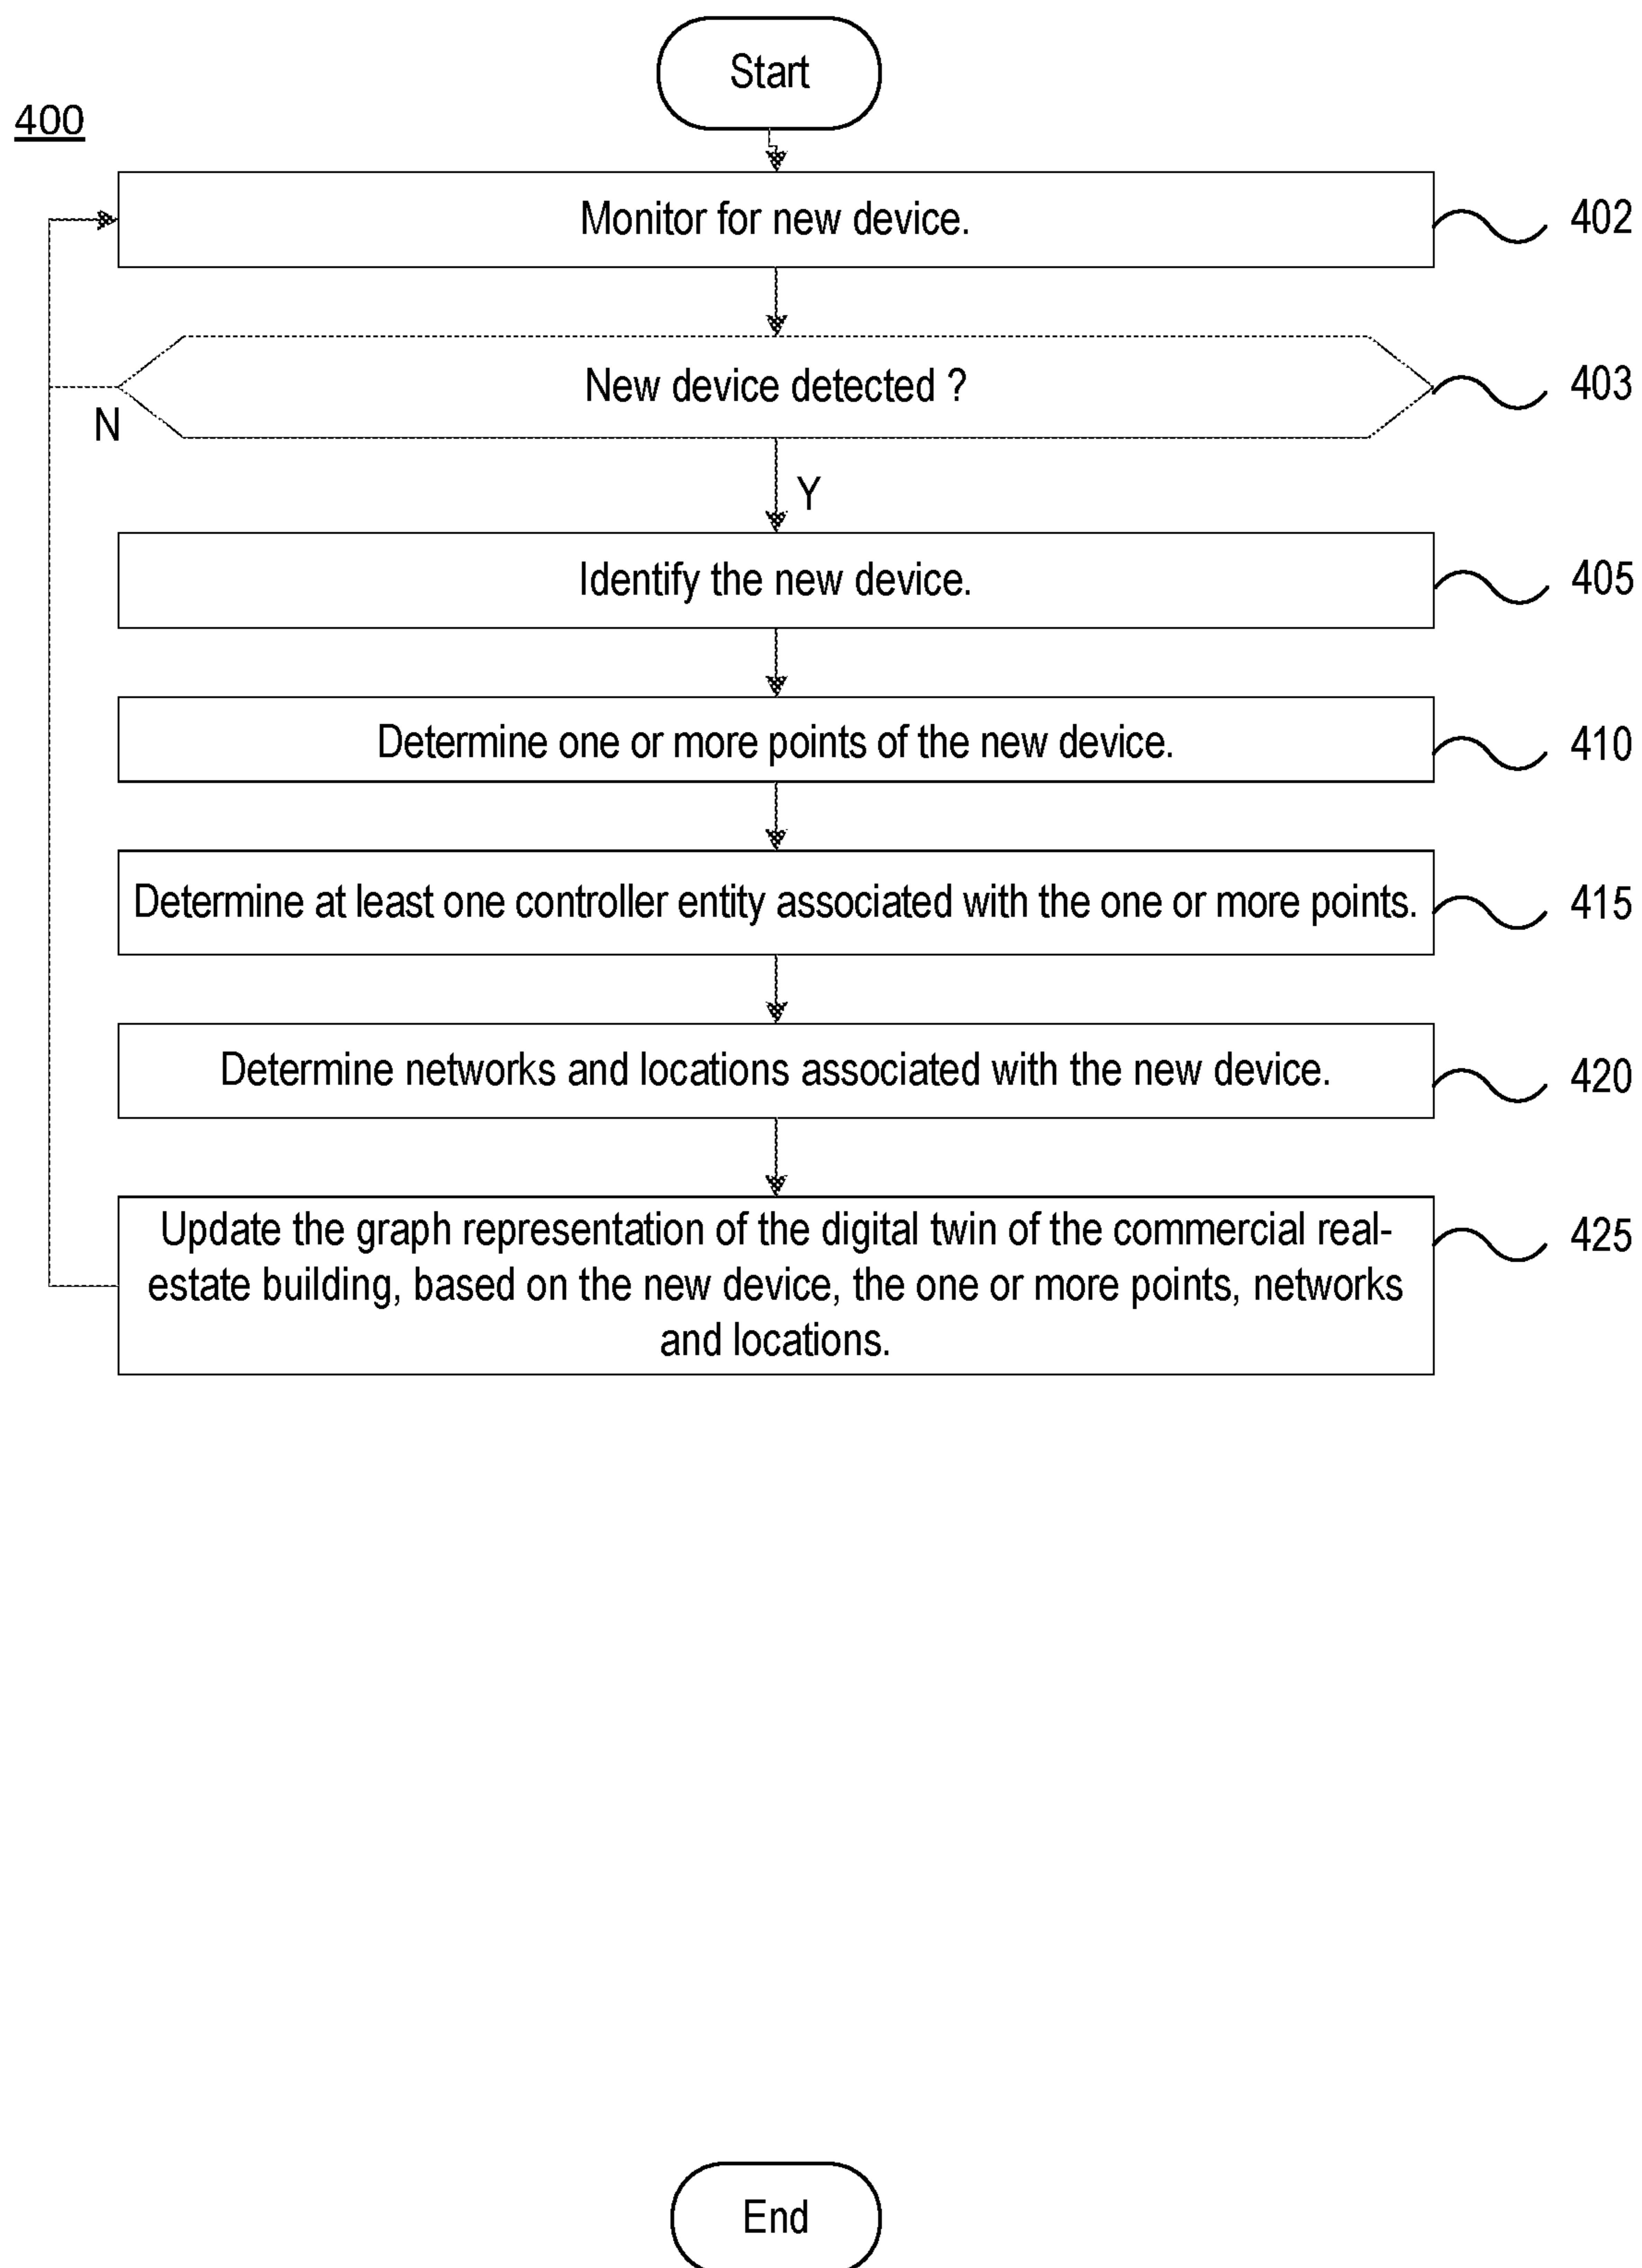 Start
400
Monitor for new device.
402
New device detected ?
403
N
Y
Identify the new device.
405
Determine one or more points of the new device.
410
Determine at least one controller entity associated with the one or more points.
415
Determine networks and locations associated with the new device.
420
Update the graph representation of the digital twin of the commercial real-
estate building, based on the new device, the one or more points, networks
and locations.
425
End